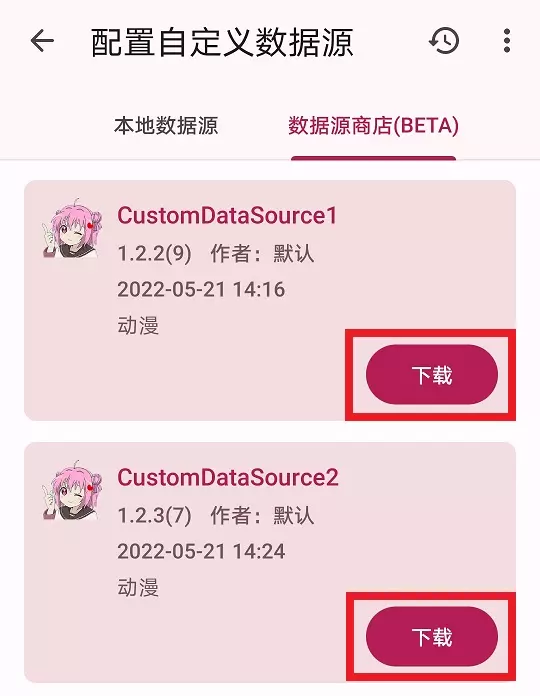 配置自定义数据源
本地数据源 数据源商店(BETA)
CustomDataSource1
1.2.2(9) 作者：默认
2022-05-21 14:16
动漫
下载
CustomDataSource2
1.2.3(7) 作者：默认
2022-05-21 14:24
动漫
下载